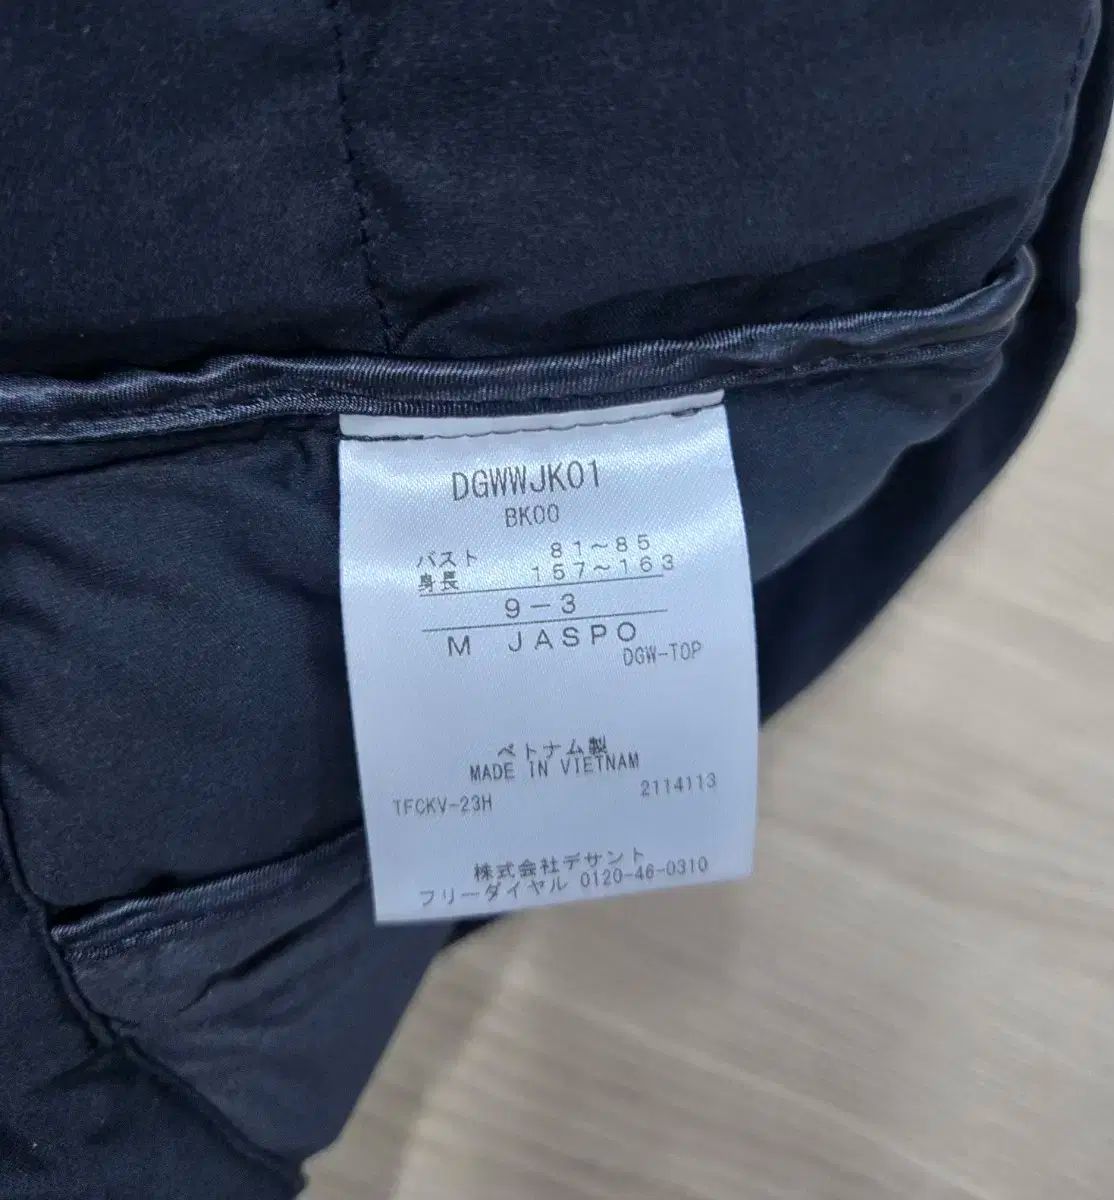 DGWWJK01
BK00
バスト 81～85
身長 157～163
9－3
M JASPO
DGW-TOP
ベトナム製
MADE IN VIETNAM
TFCKV-23H 2114113
株式会社デサント
フリーダイヤル 0120-46-0310